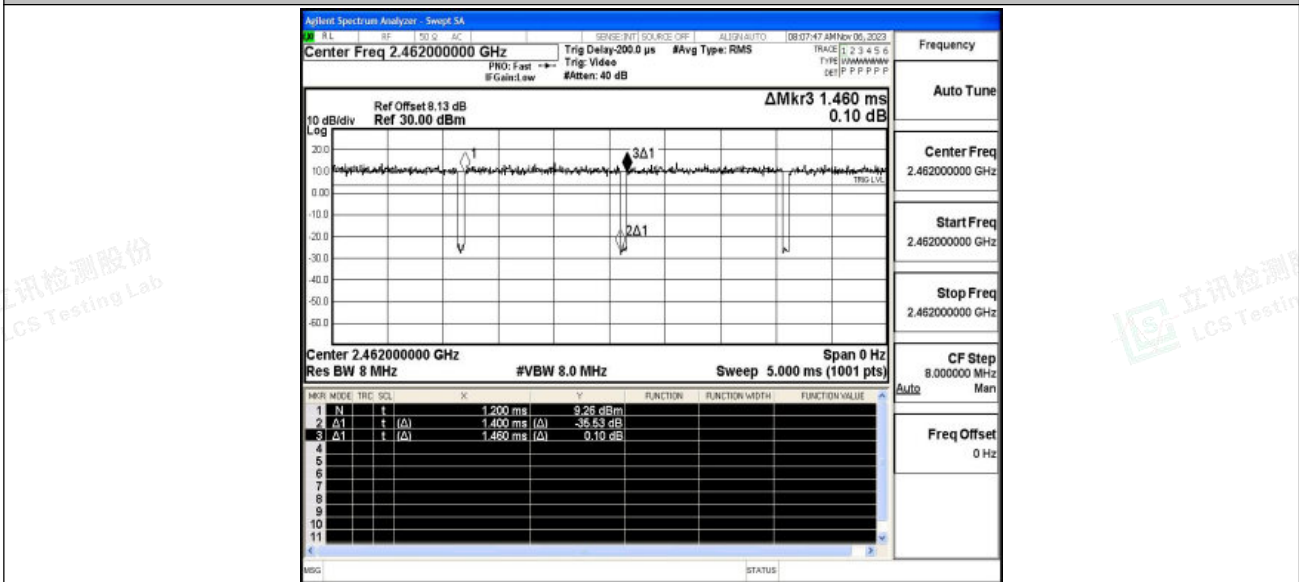 Agilent Spectrum Analyzer - Swept SA
RL RF 50 Ω AC SENSE:INT SOURCE OFF ALIGN AUTO 08:07:47 AM Nov 06, 2023
Center Freq 2.462000000 GHz
PNO: Fast
IFGain:Low
Trig Delay-200.0 µs
Trig: Video
#Atten: 40 dB
#Avg Type: RMS
TRACE 1 2 3 4 5 6
TYPE
DET P P P P P P
Frequency
Auto Tune
Center Freq
2.462000000 GHz
Start Freq
2.462000000 GHz
Stop Freq
2.462000000 GHz
CF Step
8.000000 MHz
Auto Man
Freq Offset
0 Hz
ΔMkr3 1.460 ms
0.10 dB
Ref Offset 8.13 dB
10 dB/div Ref 30.00 dBm
Log
20.0
10.0
0.00
-10.0
-20.0
-30.0
-40.0
-50.0
-60.0
1
3Δ1
2Δ1
TRIG LVL
Center 2.462000000 GHz Span 0 Hz
Res BW 8 MHz #VBW 8.0 MHz Sweep 5.000 ms (1001 pts)
MKR MODE TRC SCL X Y FUNCTION FUNCTION WIDTH FUNCTION VALUE
1 N t 1.200 ms 9.26 dBm
2 Δ1 t (Δ) 1.400 ms (Δ) -35.53 dB
3 Δ1 t (Δ) 1.460 ms (Δ) 0.10 dB
4
5
6
7
8
9
10
11
MSG STATUS
立讯检测股份
LCS Testing Lab
立讯检测
LCS Testin